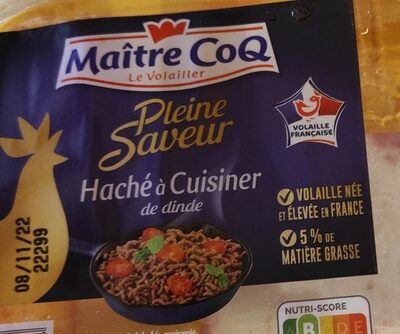 Maître CoQ
Le Volailler
Pleine
Saveur
VOLAILLE
FRANÇAISE
Haché à Cuisiner
de dinde
VOLAILLE NÉE
ET ÉLEVÉE EN FRANCE
5% DE
MATIÈRE GRASSE
08/11/22
22299
NUTRI-SCORE
A B C D E